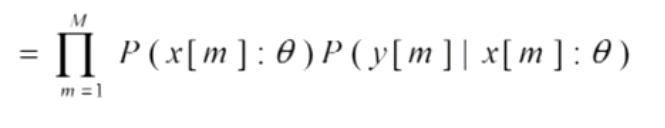 = ∏_{m=1}^{M} P(x[m] : θ)P(y[m] | x[m] : θ)